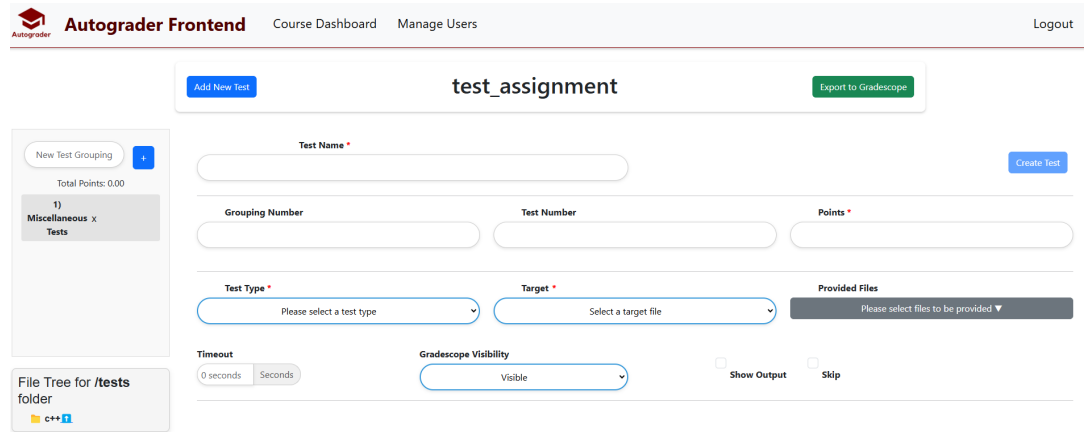 Autograder
Autograder Frontend
Course Dashboard
Manage Users
Logout
Add New Test
test_assignment
Export to Gradescope
New Test Grouping
+
Total Points: 0.00
1)
Miscellaneous x
Tests
File Tree for /tests
folder
c++
Test Name *
Create Test
Grouping Number
Test Number
Points *
Test Type *
Target *
Provided Files
Please select a test type
Select a target file
Please select files to be provided ▼
Timeout
Gradescope Visibility
0 seconds
Seconds
Visible
Show Output
Skip